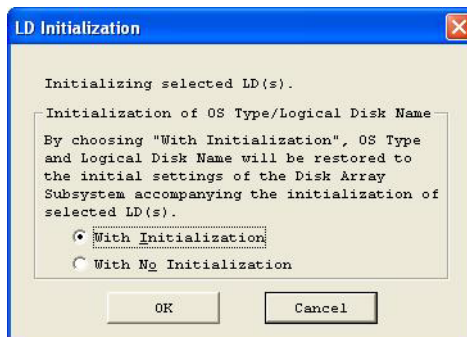 LD Initialization
Initializing selected LD(s).
Initialization of OS Type/Logical Disk Name
By choosing "With Initialization", OS Type
and Logical Disk Name will be restored to
the initial settings of the Disk Array
Subsystem accompanying the initialization of
selected LD(s).
With Initialization
With No Initialization
OK Cancel